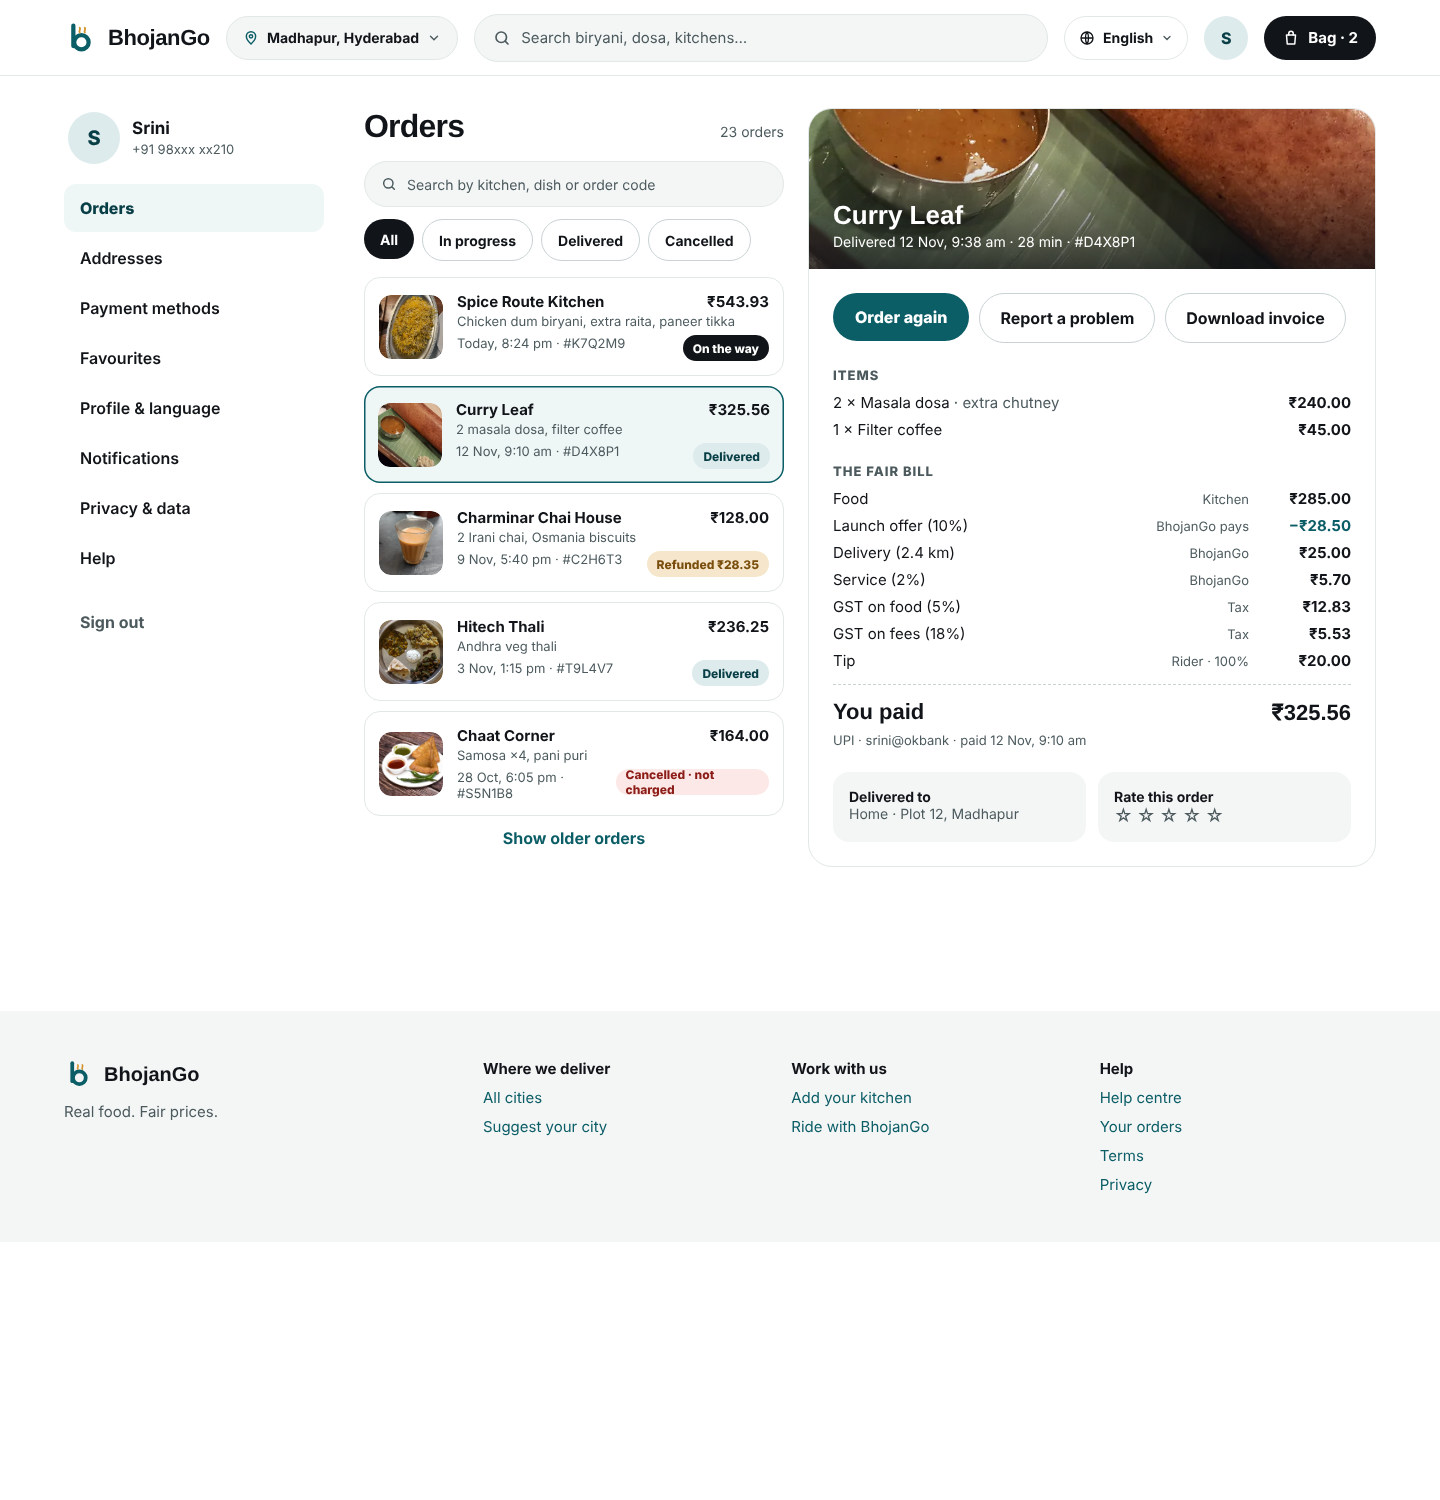 BhojanGo
Madhapur, Hyderabad
Search biryani, dosa, kitchens...
English
S
Bag · 2
S
Srini
+91 98xxx xx210
Orders
Addresses
Payment methods
Favourites
Profile & language
Notifications
Privacy & data
Help
Sign out
Orders
23 orders
Search by kitchen, dish or order code
All
In progress
Delivered
Cancelled
Spice Route Kitchen ₹543.93
Chicken dum biryani, extra raita, paneer tikka
Today, 8:24 pm · #K7Q2M9 On the way
Curry Leaf ₹325.56
2 masala dosa, filter coffee
12 Nov, 9:10 am · #D4X8P1 Delivered
Charminar Chai House ₹128.00
2 Irani chai, Osmania biscuits
9 Nov, 5:40 pm · #C2H6T3 Refunded ₹28.35
Hitech Thali ₹236.25
Andhra veg thali
3 Nov, 1:15 pm · #T9L4V7 Delivered
Chaat Corner ₹164.00
Samosa ×4, pani puri
28 Oct, 6:05 pm ·
#S5N1B8
Cancelled · not
charged
Show older orders
Curry Leaf
Delivered 12 Nov, 9:38 am · 28 min · #D4X8P1
Order again
Report a problem
Download invoice
ITEMS
2 × Masala dosa · extra chutney ₹240.00
1 × Filter coffee ₹45.00
THE FAIR BILL
Food Kitchen ₹285.00
Launch offer (10%) BhojanGo pays −₹28.50
Delivery (2.4 km) BhojanGo ₹25.00
Service (2%) BhojanGo ₹5.70
GST on food (5%) Tax ₹12.83
GST on fees (18%) Tax ₹5.53
Tip Rider · 100% ₹20.00
You paid ₹325.56
UPI · srini@okbank · paid 12 Nov, 9:10 am
Delivered to
Home · Plot 12, Madhapur
Rate this order
☆ ☆ ☆ ☆ ☆
BhojanGo
Real food. Fair prices.
Where we deliver
All cities
Suggest your city
Work with us
Add your kitchen
Ride with BhojanGo
Help
Help centre
Your orders
Terms
Privacy